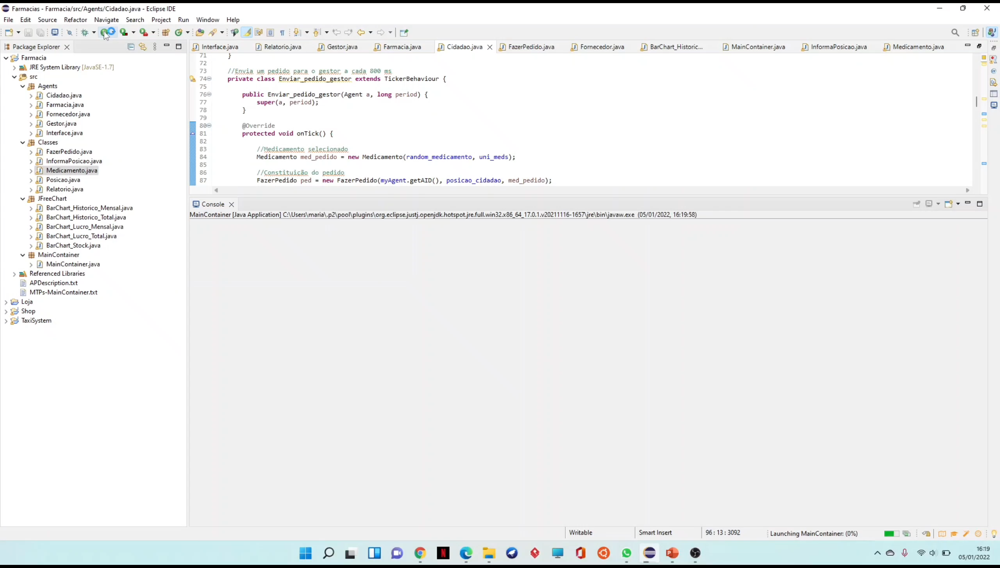 Farmacias - Farmacia/src/Agents/Cidadao.java - Eclipse IDE
File Edit Source Refactor Navigate Search Project Run Window Help
Package Explorer
Interface.java Relatorio.java Gestor.java Farmacia.java Cidadao.java FazerPedido.java Fornecedor.java BarChart_Historic... MainContainer.java InformaPosicao.java Medicamento.java
Farmacia
JRE System Library [JavaSE-1.7]
src
Agents
Cidadao.java
Farmacia.java
Fornecedor.java
Gestor.java
Interface.java
Classes
FazerPedido.java
InformaPosicao.java
Medicamento.java
Posicao.java
Relatorio.java
JFreeChart
BarChart_Historico_Mensal.java
BarChart_Historico_Total.java
BarChart_Lucro_Mensal.java
BarChart_Lucro_Total.java
BarChart_Stock.java
MainContainer
MainContainer.java
Referenced Libraries
APDescription.txt
MTPs-MainContainer.txt
Loja
Shop
TaxiSystem
71 }
72
73 //Envia um pedido para o gestor a cada 800 ms
74 private class Enviar_pedido_gestor extends TickerBehaviour {
75
76 public Enviar_pedido_gestor(Agent a, long period) {
77 super(a, period);
78 }
79
80 @Override
81 protected void onTick() {
82
83 //Medicamento selecionado
84 Medicamento med_pedido = new Medicamento(random_medicamento, uni_meds);
85
86 //Constituição do pedido
87 FazerPedido ped = new FazerPedido(myAgent.getAID(), posicao_cidadao, med_pedido);
Console
MainContainer [Java Application] C:\Users\maria\.p2\pool\plugins\org.eclipse.justj.openjdk.hotspot.jre.full.win32.x86_64_17.0.1.v20211116-1657\jre\bin\javaw.exe (05/01/2022, 16:19:58)
Writable Smart Insert 96 : 13 : 3092 Launching MainContainer: (0%)
16:19
05/01/2022